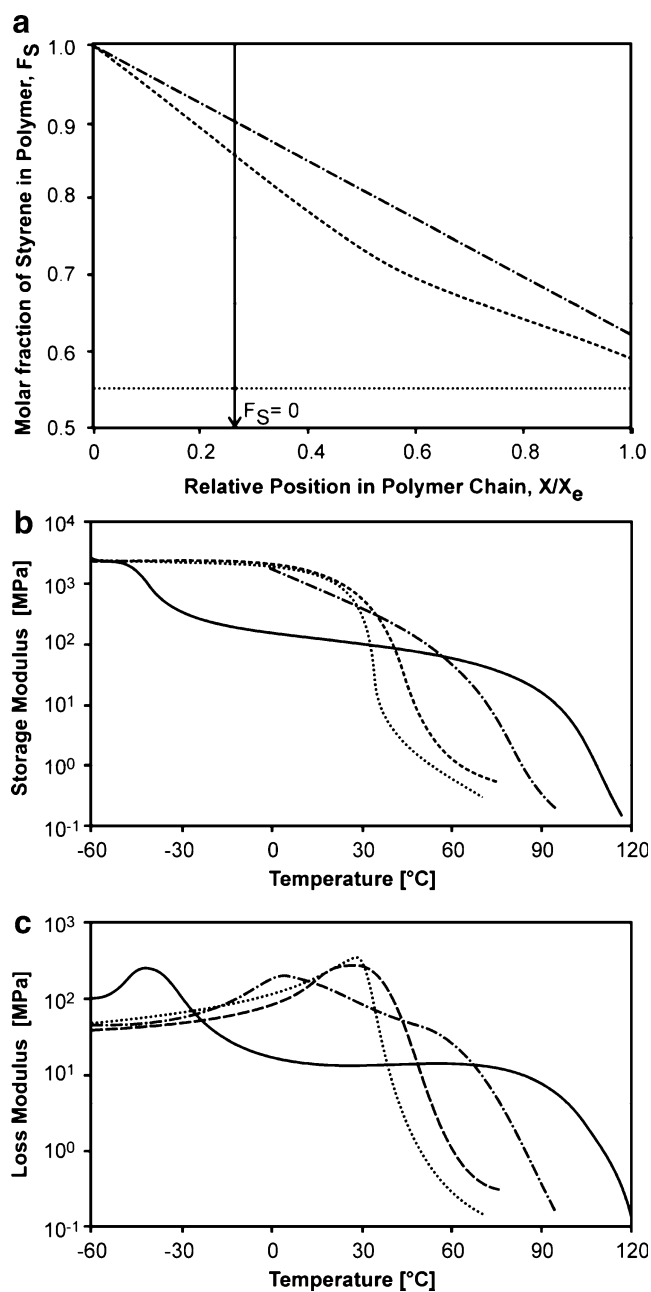 a
Molar fraction of Styrene in Polymer, FS
1.0
0.9
0.8
0.7
0.6
0.5
FS= 0
0 0.2 0.4 0.6 0.8 1.0
Relative Position in Polymer Chain, X/Xe
b
Storage Modulus [MPa]
10⁴
10³
10²
10¹
10⁰
10⁻¹
-60 -30 0 30 60 90 120
Temperature [°C]
c
Loss Modulus [MPa]
10³
10²
10¹
10⁰
10⁻¹
-60 -30 0 30 60 90 120
Temperature [°C]